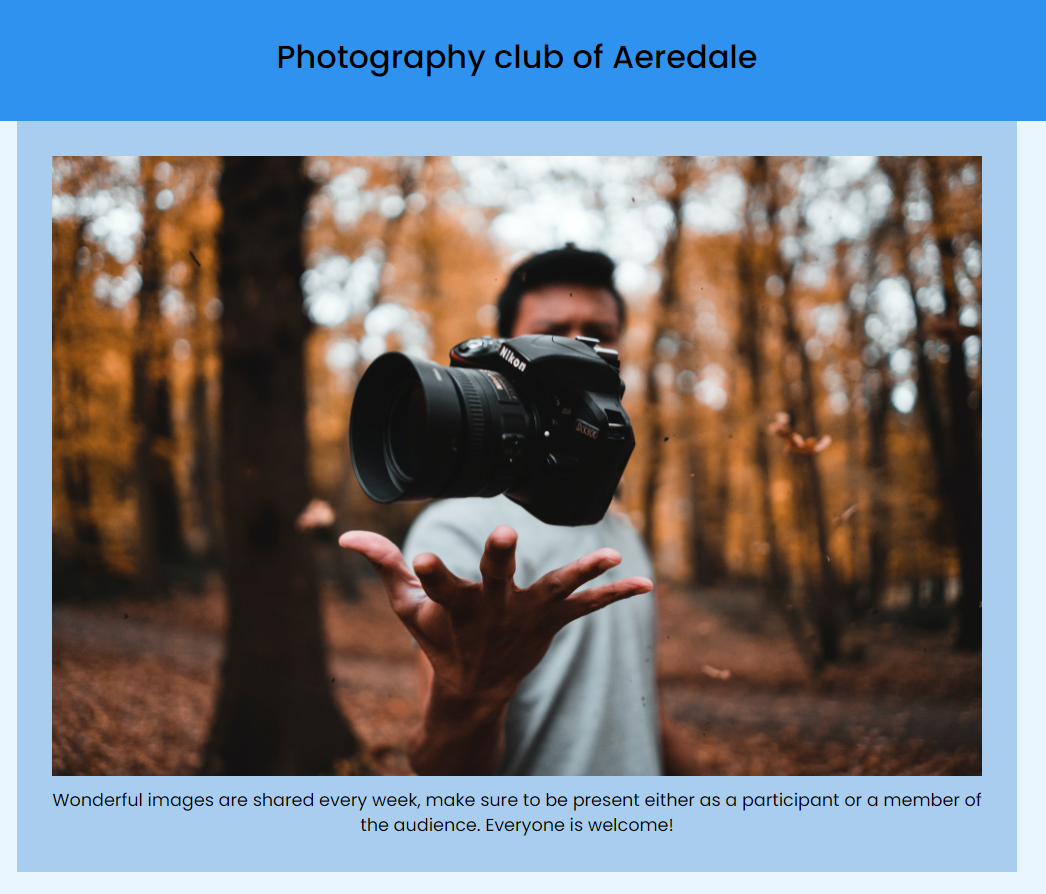 Photography club of Aeredale
Nikon
Wonderful images are shared every week, make sure to be present either as a participant or a member of
the audience. Everyone is welcome!